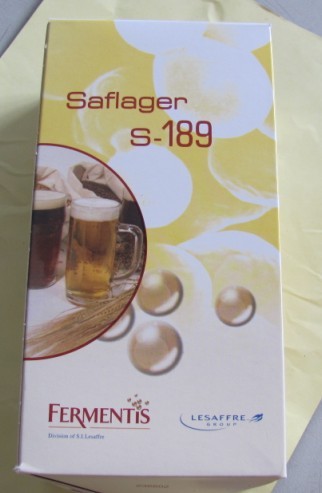 Saflager
S-189
FERMENTIS
Division of S.I.Lesaffre
LESAFFRE
GROUP